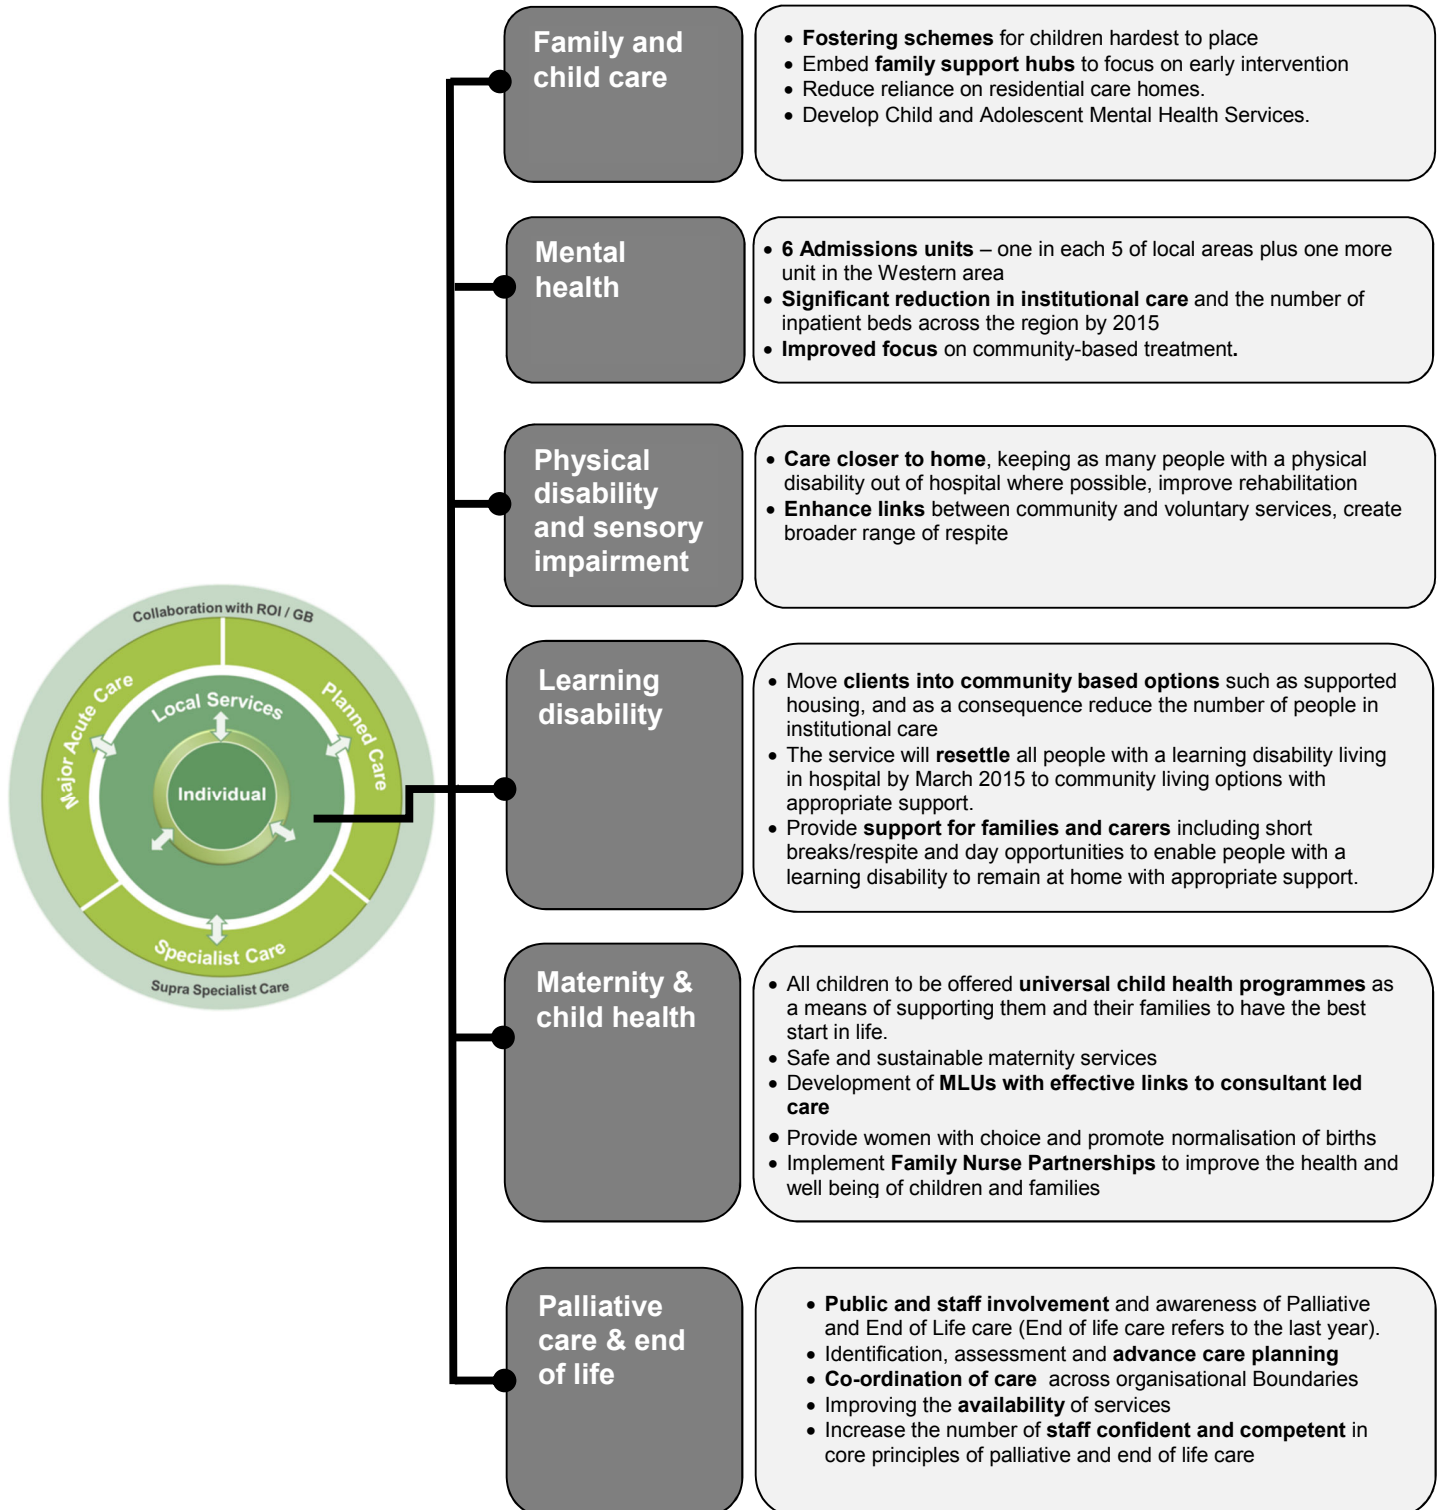 Family and
child care
• Fostering schemes for children hardest to place
• Embed family support hubs to focus on early intervention
• Reduce reliance on residential care homes.
• Develop Child and Adolescent Mental Health Services.
Mental
health
• 6 Admissions units – one in each 5 of local areas plus one more
unit in the Western area
• Significant reduction in institutional care and the number of
inpatient beds across the region by 2015
• Improved focus on community-based treatment.
Physical
disability
and sensory
impairment
• Care closer to home, keeping as many people with a physical
disability out of hospital where possible, improve rehabilitation
• Enhance links between community and voluntary services, create
broader range of respite
Collaboration with ROI / GB
Major Acute Care
Planned Care
Local Services
Individual
Specialist Care
Supra Specialist Care
Learning
disability
• Move clients into community based options such as supported
housing, and as a consequence reduce the number of people in
institutional care
• The service will resettle all people with a learning disability living
in hospital by March 2015 to community living options with
appropriate support.
• Provide support for families and carers including short
breaks/respite and day opportunities to enable people with a
learning disability to remain at home with appropriate support.
Maternity &
child health
• All children to be offered universal child health programmes as
a means of supporting them and their families to have the best
start in life.
• Safe and sustainable maternity services
• Development of MLUs with effective links to consultant led
care
• Provide women with choice and promote normalisation of births
• Implement Family Nurse Partnerships to improve the health and
well being of children and families
Palliative
care & end
of life
• Public and staff involvement and awareness of Palliative
and End of Life care (End of life care refers to the last year).
• Identification, assessment and advance care planning
• Co-ordination of care across organisational Boundaries
• Improving the availability of services
• Increase the number of staff confident and competent in
core principles of palliative and end of life care